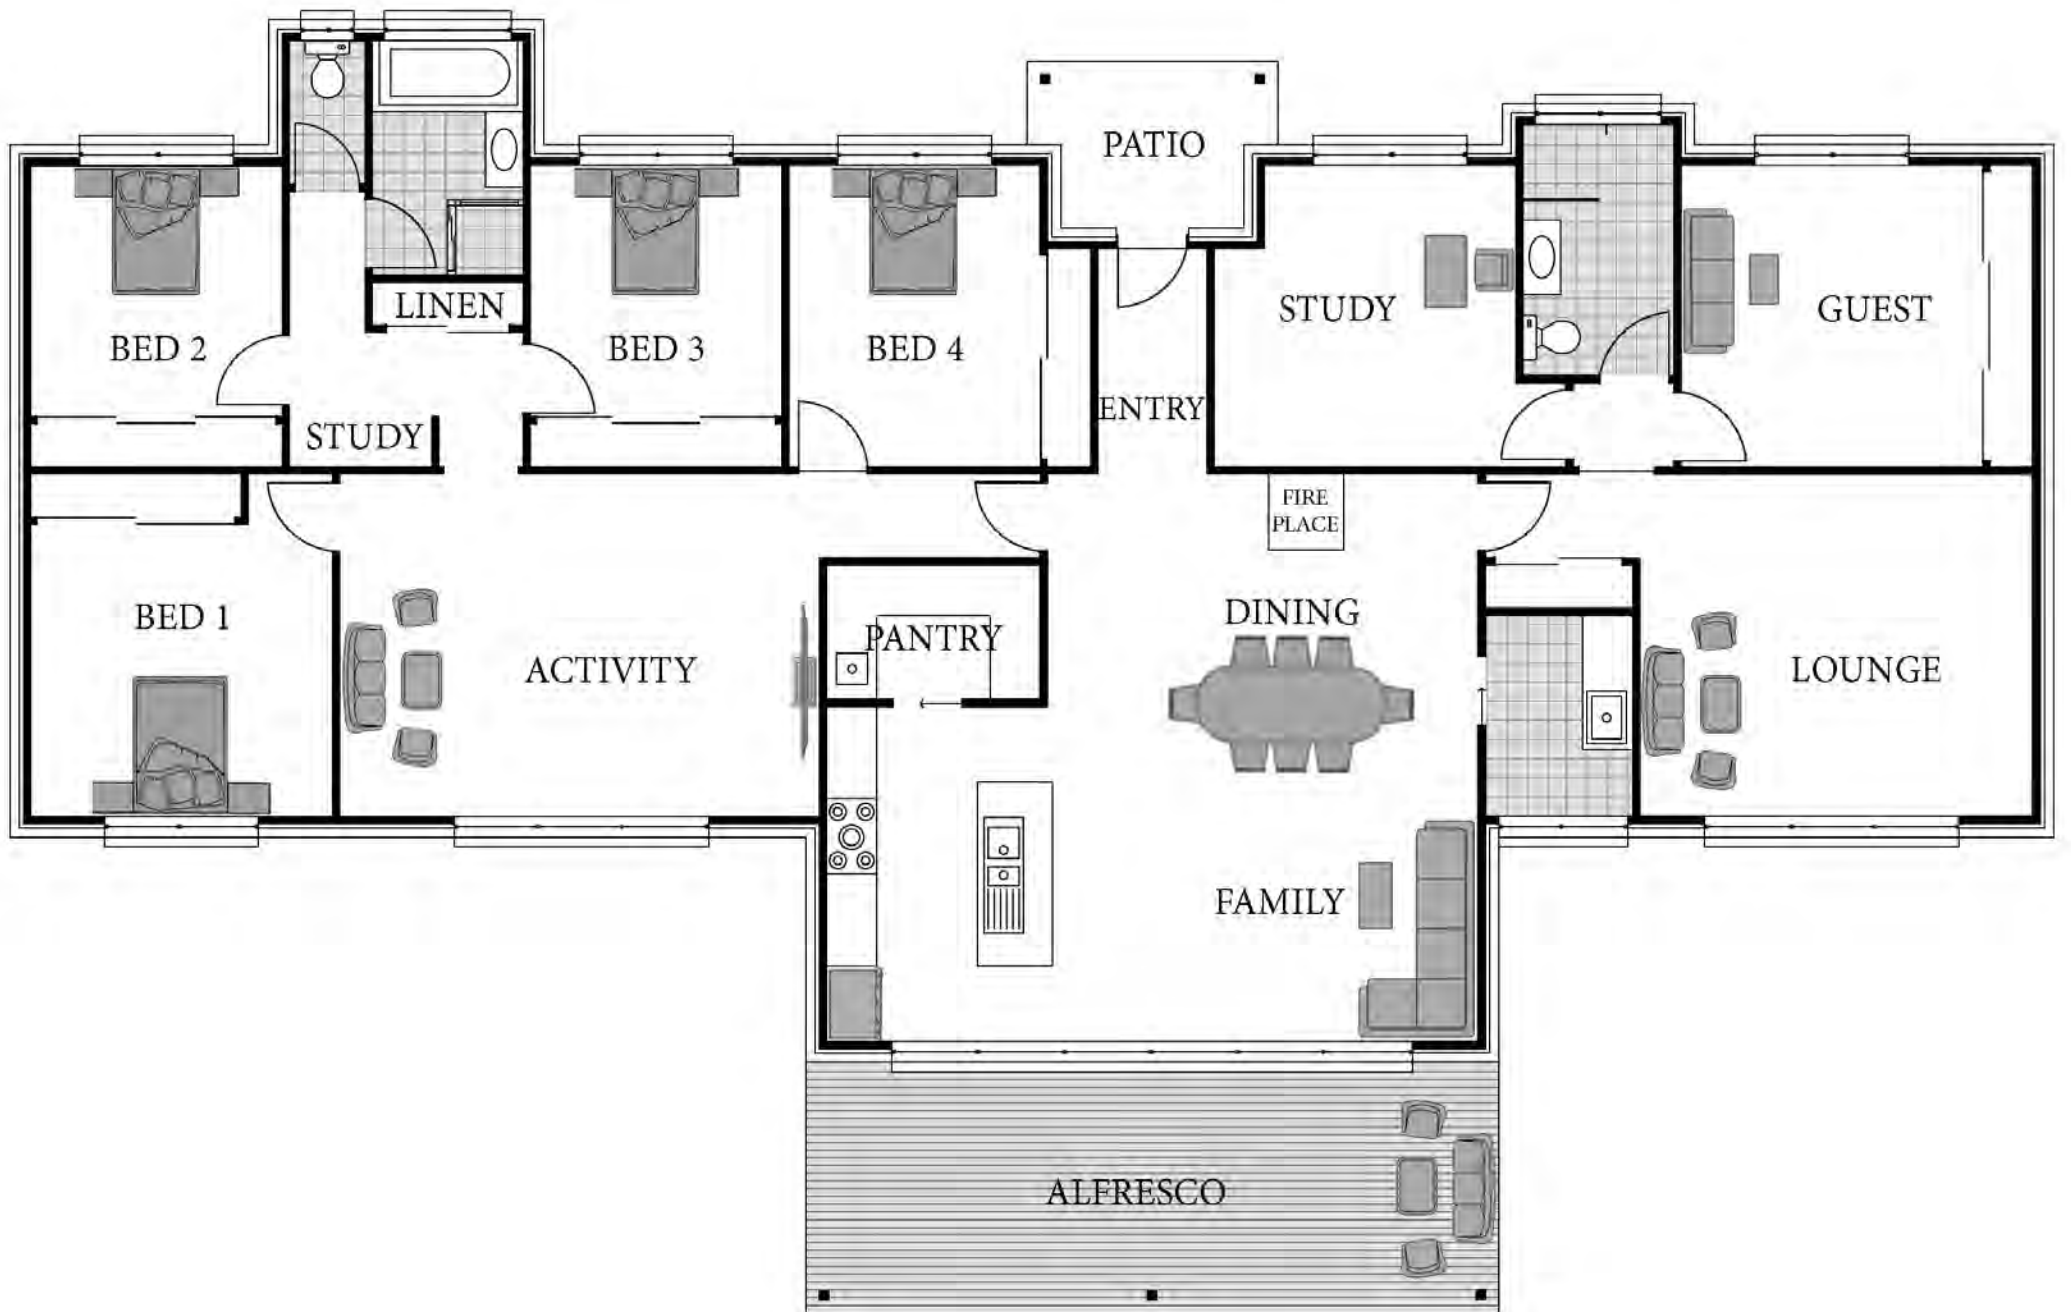 PATIO
LINEN
STUDY
GUEST
BED 2
BED 3
BED 4
ENTRY
STUDY
FIRE
PLACE
BED 1
DINING
PANTRY
ACTIVITY
LOUNGE
FAMILY
ALFRESCO